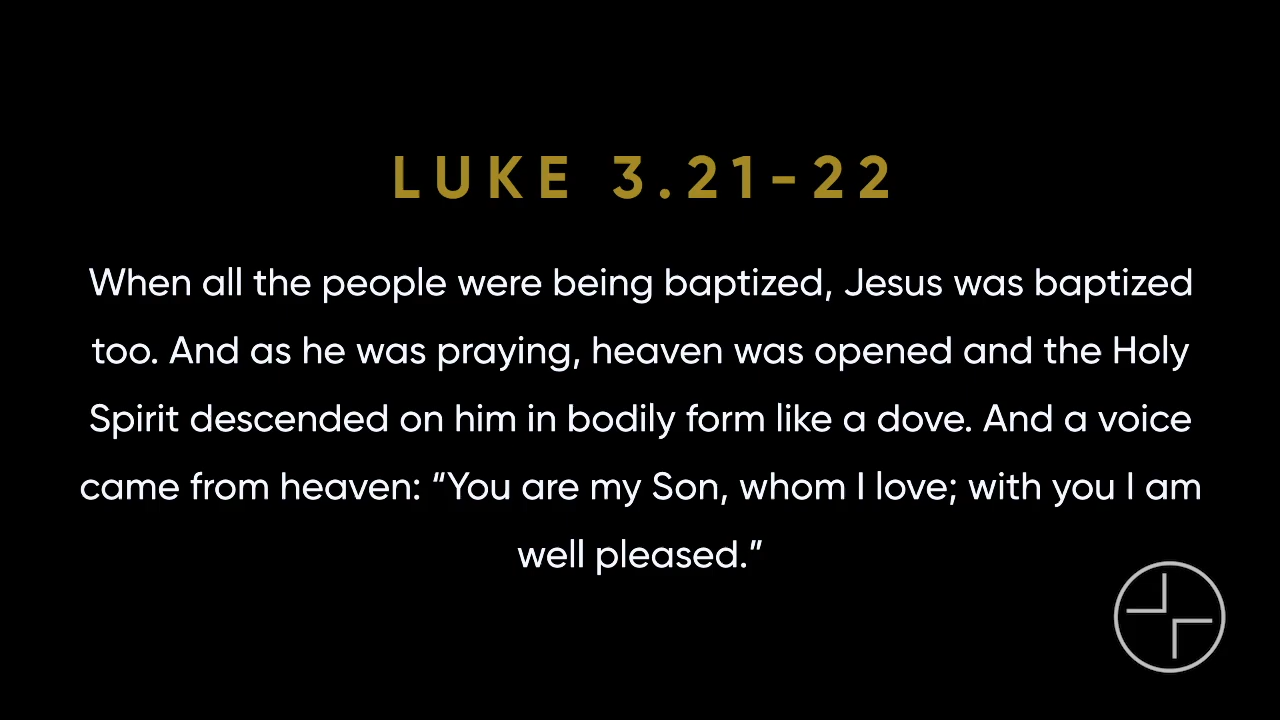 LUKE 3.21-22
When all the people were being baptized, Jesus was baptized
too. And as he was praying, heaven was opened and the Holy
Spirit descended on him in bodily form like a dove. And a voice
came from heaven: “You are my Son, whom I love; with you I am
well pleased.”